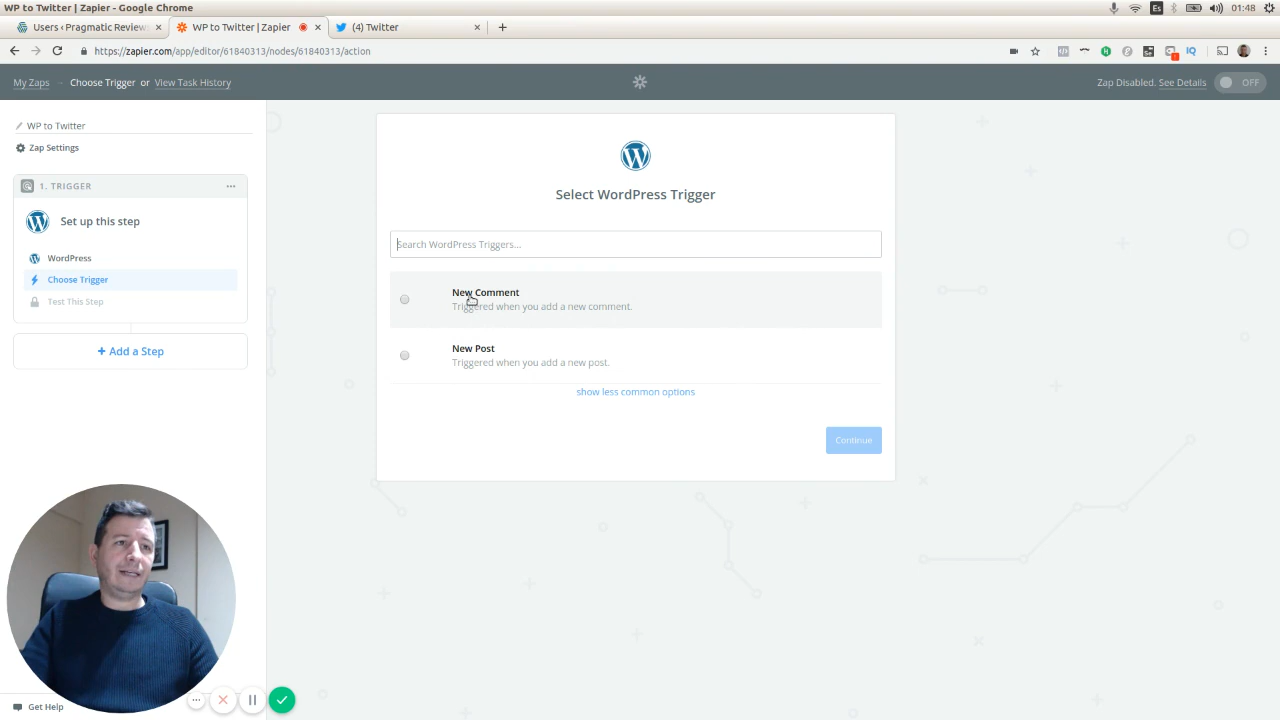 WP to Twitter | Zapier - Google Chrome
Es
01:48
Users ‹ Pragmatic Reviews
WP to Twitter | Zapier
(4) Twitter
https://zapier.com/app/editor/61840313/nodes/61840313/action
IQ
My Zaps
Choose Trigger or View Task History
Zap Disabled. See Details
OFF
WP to Twitter
Zap Settings
1. TRIGGER
Set up this step
WordPress
Choose Trigger
Test This Step
+ Add a Step
Select WordPress Trigger
Search WordPress Triggers...
New Comment
Triggered when you add a new comment.
New Post
Triggered when you add a new post.
show less common options
Continue
Get Help